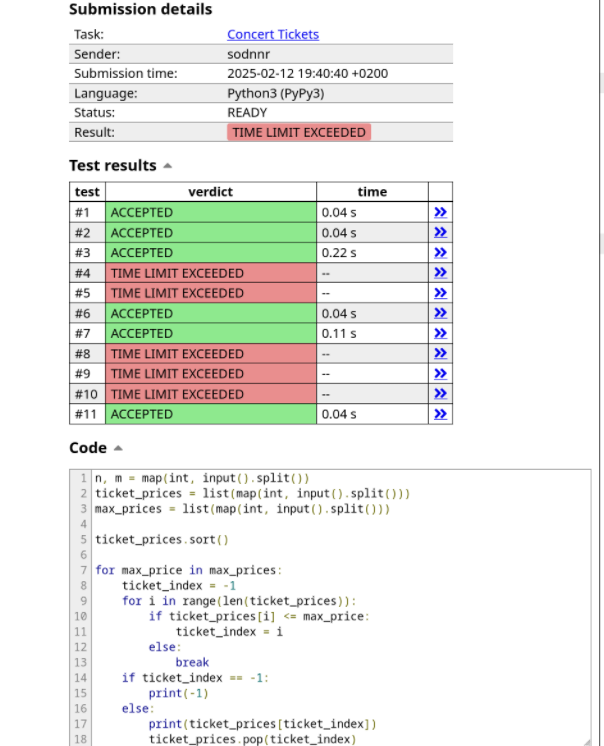 Submission details
Task: Concert Tickets
Sender: sodnnr
Submission time: 2025-02-12 19:40:40 +0200
Language: Python3 (PyPy3)
Status: READY
Result: TIME LIMIT EXCEEDED
Test results
test verdict time
#1 ACCEPTED 0.04 s »
#2 ACCEPTED 0.04 s »
#3 ACCEPTED 0.22 s »
#4 TIME LIMIT EXCEEDED -- »
#5 TIME LIMIT EXCEEDED -- »
#6 ACCEPTED 0.04 s »
#7 ACCEPTED 0.11 s »
#8 TIME LIMIT EXCEEDED -- »
#9 TIME LIMIT EXCEEDED -- »
#10 TIME LIMIT EXCEEDED -- »
#11 ACCEPTED 0.04 s »
Code
1 n, m = map(int, input().split())
2 ticket_prices = list(map(int, input().split()))
3 max_prices = list(map(int, input().split()))
4
5 ticket_prices.sort()
6
7 for max_price in max_prices:
8     ticket_index = -1
9     for i in range(len(ticket_prices)):
10         if ticket_prices[i] <= max_price:
11             ticket_index = i
12         else:
13             break
14     if ticket_index == -1:
15         print(-1)
16     else:
17         print(ticket_prices[ticket_index])
18         ticket_prices.pop(ticket_index)